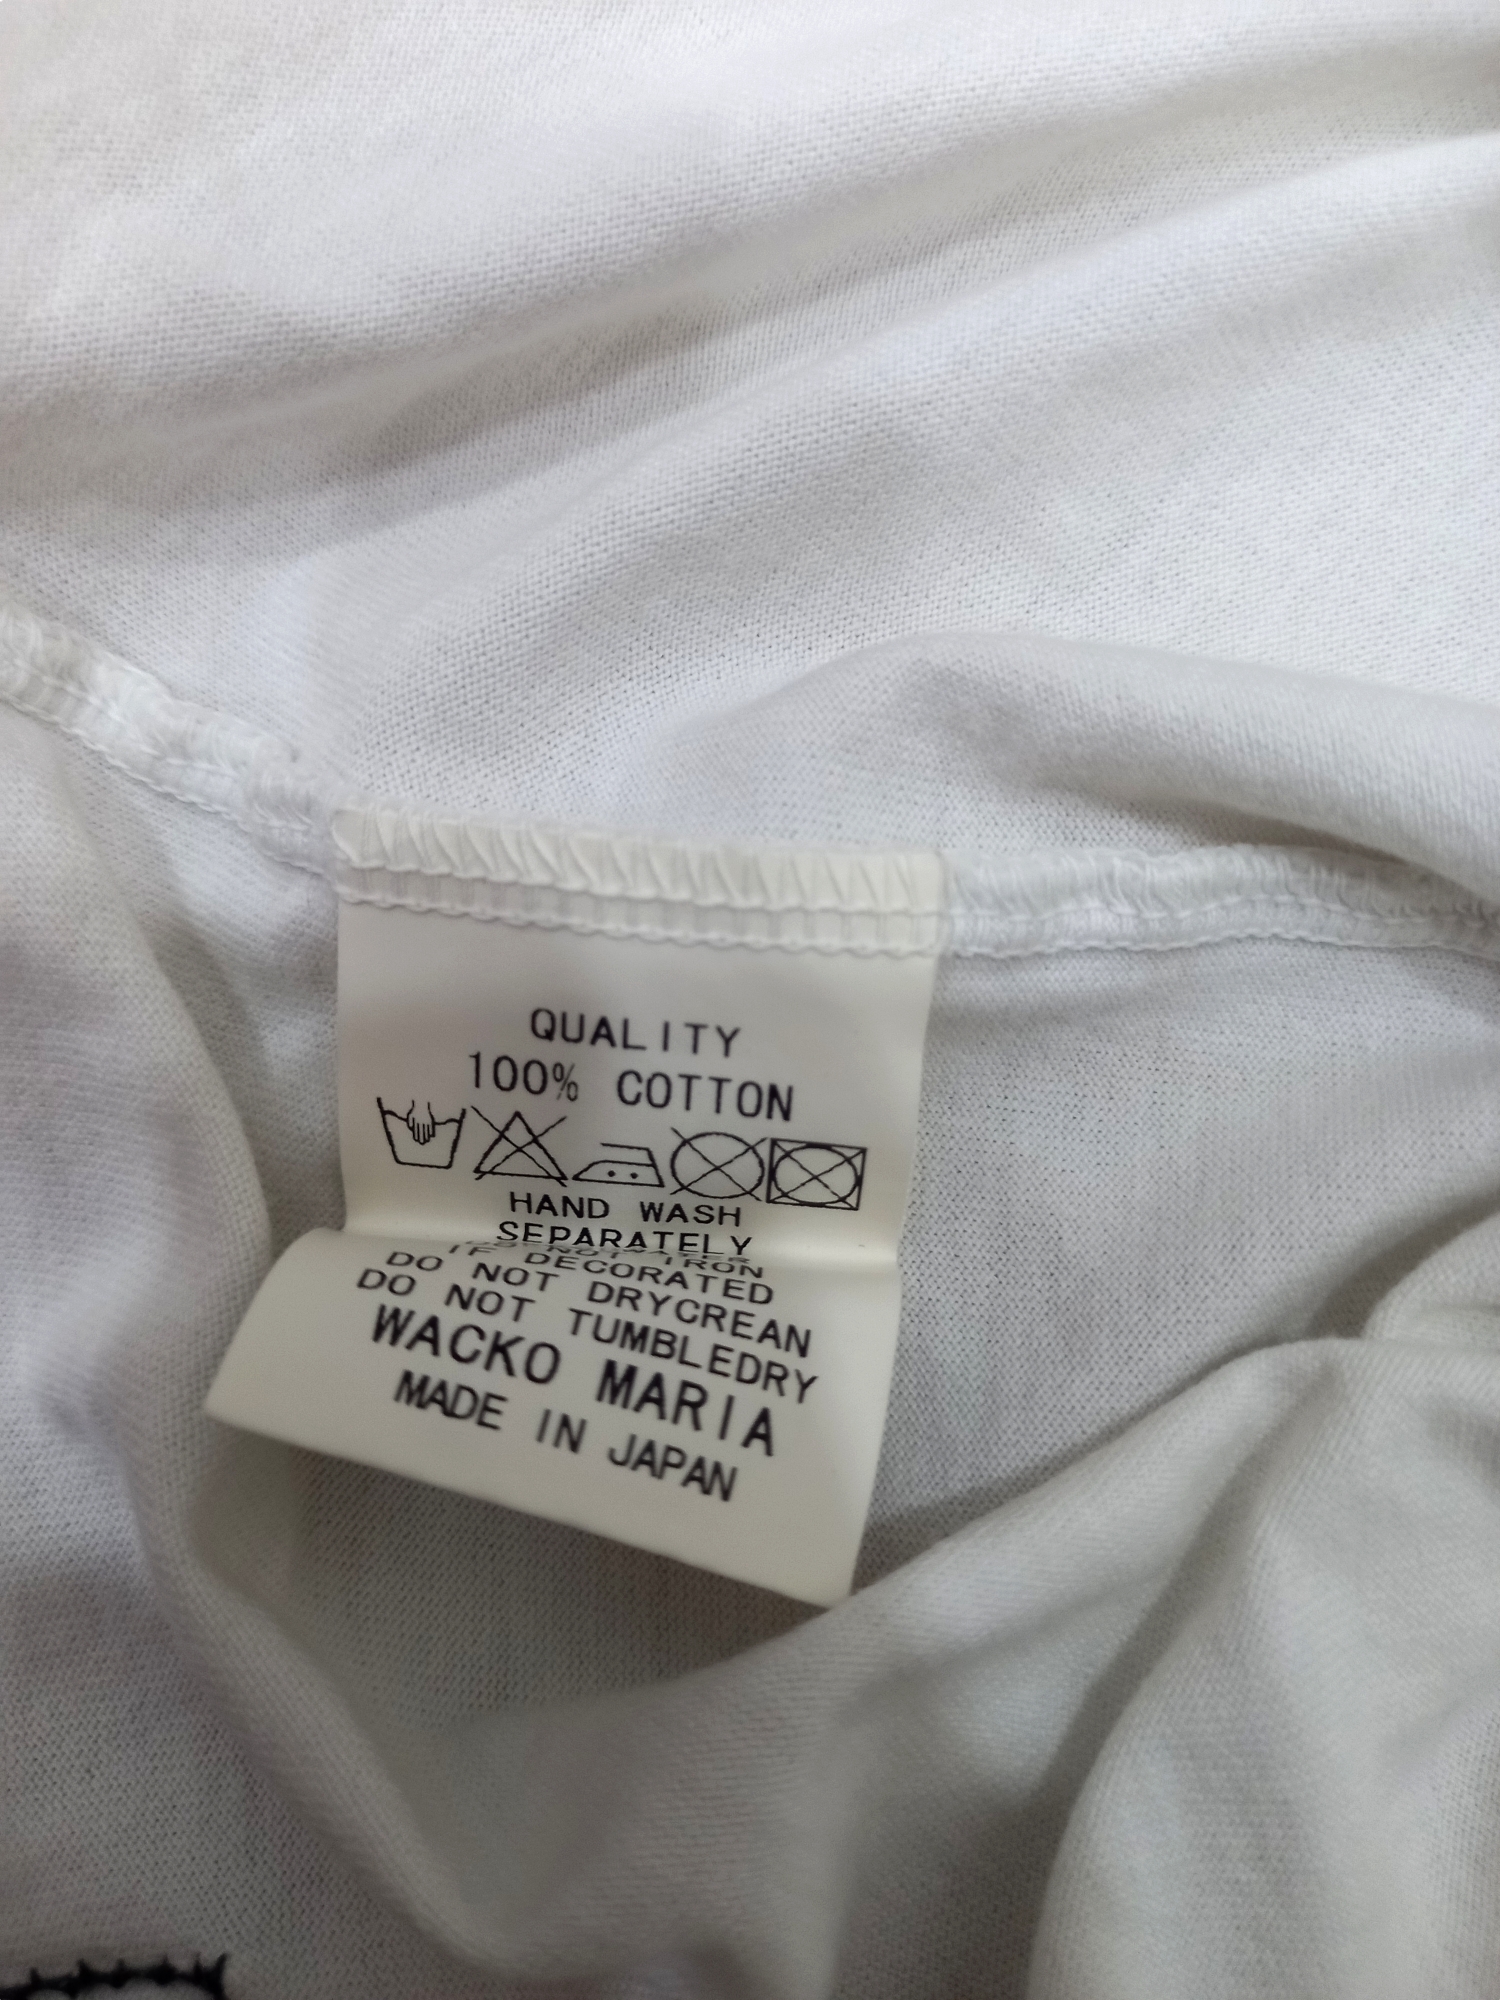 QUALITY
100% COTTON
HAND WASH
SEPARATELY
IRON
IF DECORATED
DO NOT DRYCREAN
DO NOT TUMBLEDRY
WACKO MARIA
MADE IN JAPAN